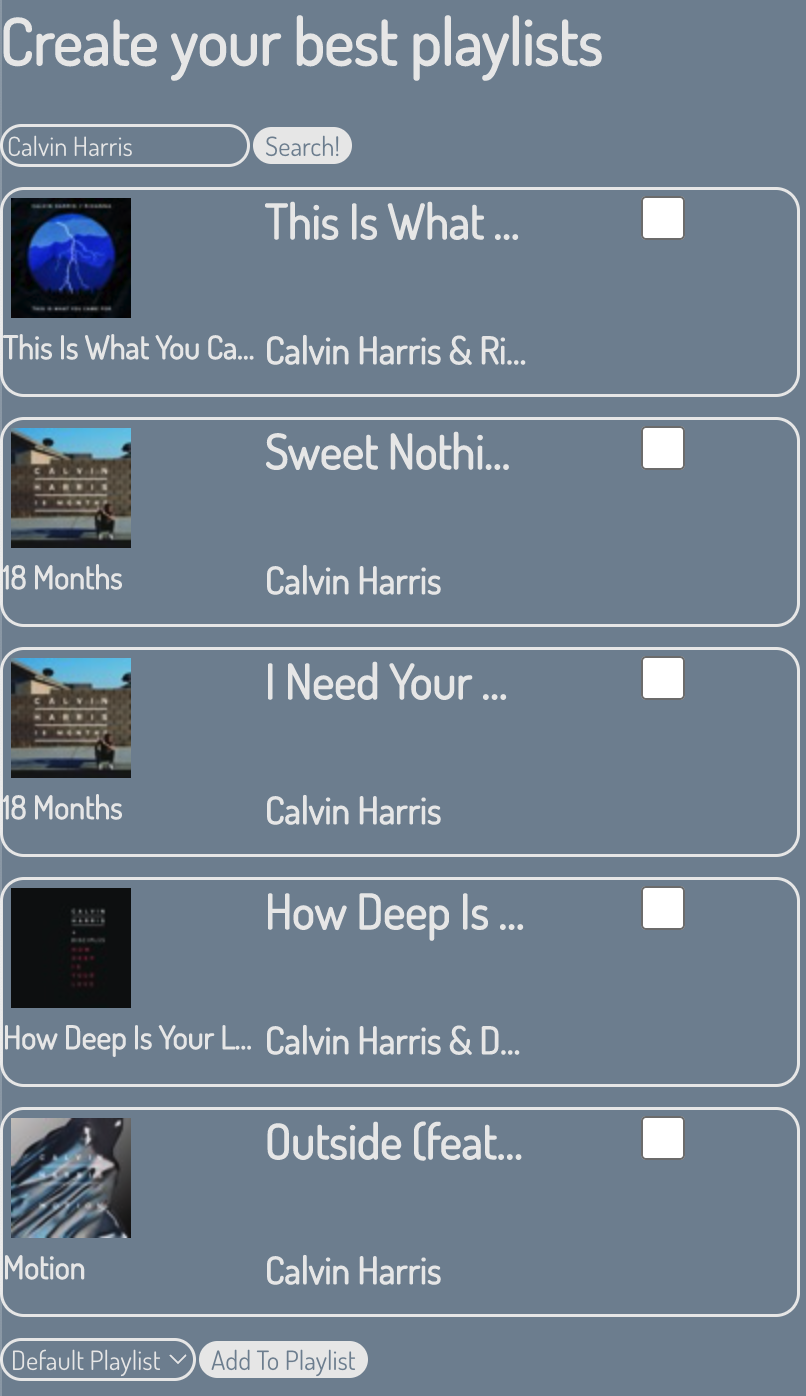 Create your best playlists
Calvin Harris
Search!
This Is What ...
This Is What You Ca...
Calvin Harris & Ri...
CALVIN
HARRIS
18 MONTHS
Sweet Nothi...
18 Months
Calvin Harris
CALVIN
HARRIS
18 MONTHS
I Need Your ...
18 Months
Calvin Harris
CALVIN
HARRIS
How Deep Is ...
How Deep Is Your L...
Calvin Harris & D...
Outside (feat...
Motion
Calvin Harris
Default Playlist
Add To Playlist